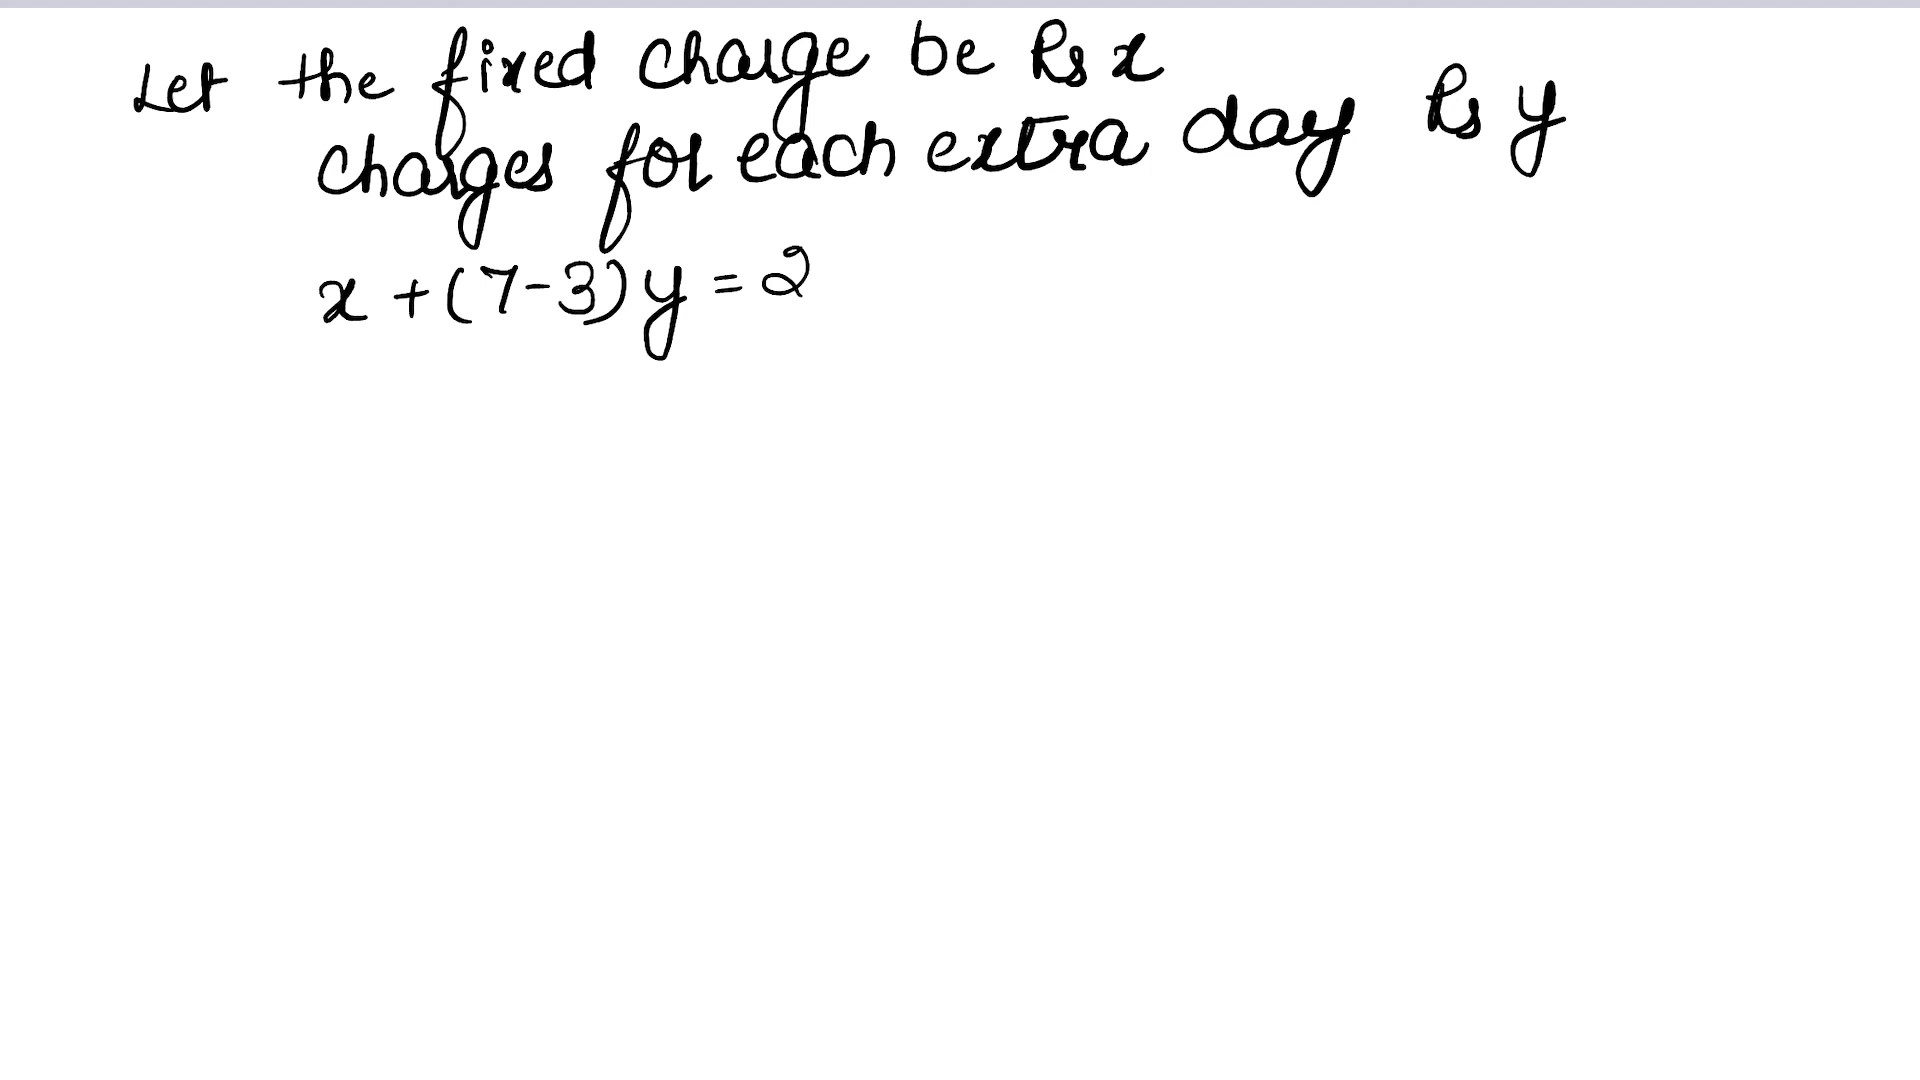 Let the fixed charge be Rs x
charges for each extra day Rs y
x + (7-3) y = 2